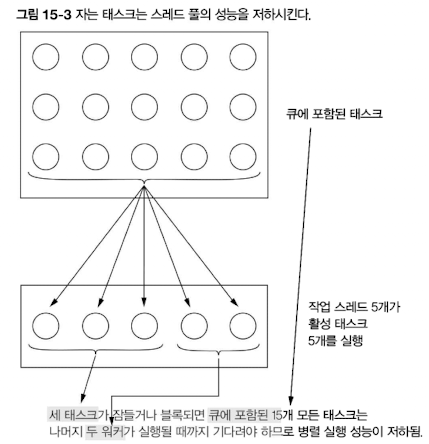 그림 15-3 자는 태스크는 스레드 풀의 성능을 저하시킨다.
큐에 포함된 태스크
작업 스레드 5개가
활성 태스크
5개를 실행
세 태스크가 잠들거나 블록되면 큐에 포함된 15개 모든 태스크는
나머지 두 워커가 실행될 때까지 기다려야 하므로 병렬 실행 성능이 저하됨.